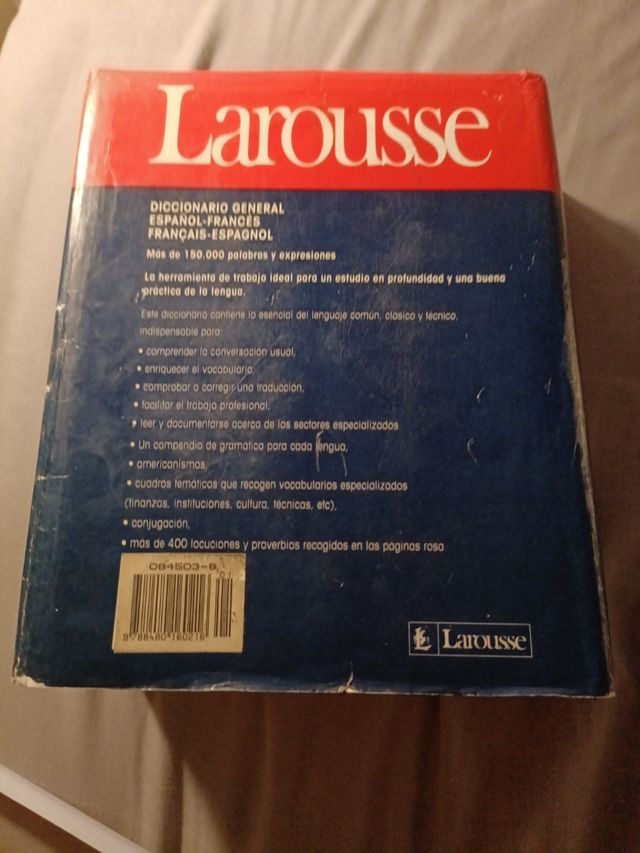 Larousse
DICCIONARIO GENERAL
ESPAÑOL-FRANCÉS
FRANÇAIS-ESPAGNOL
Más de 150.000 palabras y expresiones
La herramienta de trabajo ideal para un estudio en profundidad y una buena
práctica de la lengua.
Este diccionario contiene lo esencial del lenguaje común, clásico y técnico,
indispensable para:
• comprender la conversación usual,
• enriquecer el vocabulario,
• comprobar o corregir una traducción,
• facilitar el trabajo profesional,
• leer y documentarse acerca de los sectores especializados
• Un compendio de gramática para cada lengua,
• americanismos,
• cuadros temáticos que recogen vocabularios especializados
(finanzas, instituciones, cultura, técnicas, etc),
• conjugación,
• más de 400 locuciones y proverbios recogidos en las páginas rosa
084503-8
01
9 788480 160216
Larousse